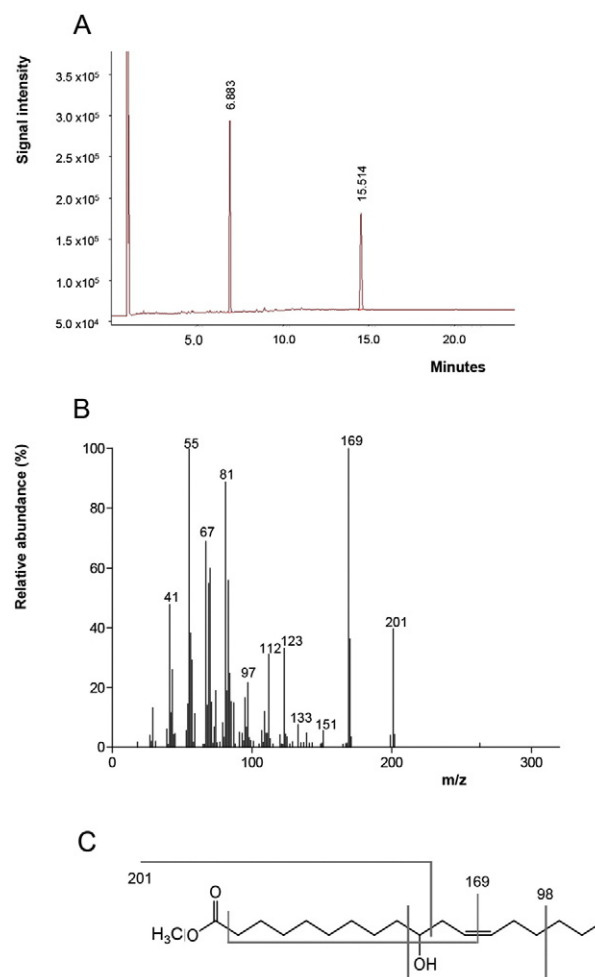 A
Signal intensity
3.5 x10⁵
3.0 x10⁵
2.5 x10⁵
2.0 x10⁵
1.5 x10⁵
1.0 x10⁵
5.0 x10⁴
6.883
15.514
5.0 10.0 15.0 20.0
Minutes
B
Relative abundance (%)
100
80
60
40
20
0
41
55
67
81
97
112
123
133
151
169
201
0 100 200 300
m/z
C
201
169
98
O
H₃C
O
OH